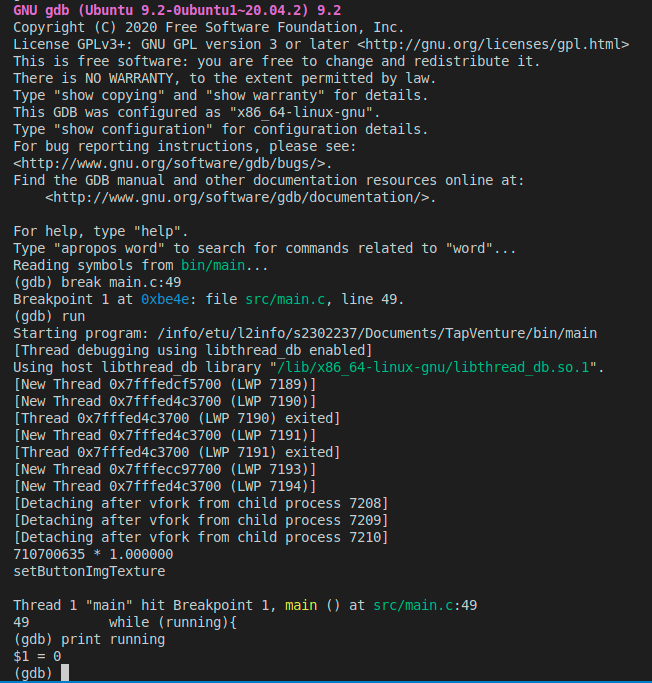 GNU gdb (Ubuntu 9.2-0ubuntu1~20.04.2) 9.2
Copyright (C) 2020 Free Software Foundation, Inc.
License GPLv3+: GNU GPL version 3 or later <http://gnu.org/licenses/gpl.html>
This is free software: you are free to change and redistribute it.
There is NO WARRANTY, to the extent permitted by law.
Type "show copying" and "show warranty" for details.
This GDB was configured as "x86_64-linux-gnu".
Type "show configuration" for configuration details.
For bug reporting instructions, please see:
<http://www.gnu.org/software/gdb/bugs/>.
Find the GDB manual and other documentation resources online at:
    <http://www.gnu.org/software/gdb/documentation/>.

For help, type "help".
Type "apropos word" to search for commands related to "word"...
Reading symbols from bin/main...
(gdb) break main.c:49
Breakpoint 1 at 0xbe4e: file src/main.c, line 49.
(gdb) run
Starting program: /info/etu/l2info/s2302237/Documents/TapVenture/bin/main
[Thread debugging using libthread_db enabled]
Using host libthread_db library "/lib/x86_64-linux-gnu/libthread_db.so.1".
[New Thread 0x7fffedcf5700 (LWP 7189)]
[New Thread 0x7fffed4c3700 (LWP 7190)]
[Thread 0x7fffed4c3700 (LWP 7190) exited]
[New Thread 0x7fffed4c3700 (LWP 7191)]
[Thread 0x7fffed4c3700 (LWP 7191) exited]
[New Thread 0x7fffecc97700 (LWP 7193)]
[New Thread 0x7fffed4c3700 (LWP 7194)]
[Detaching after vfork from child process 7208]
[Detaching after vfork from child process 7209]
[Detaching after vfork from child process 7210]
710700635 * 1.000000
setButtonImgTexture

Thread 1 "main" hit Breakpoint 1, main () at src/main.c:49
49          while (running){
(gdb) print running
$1 = 0
(gdb)